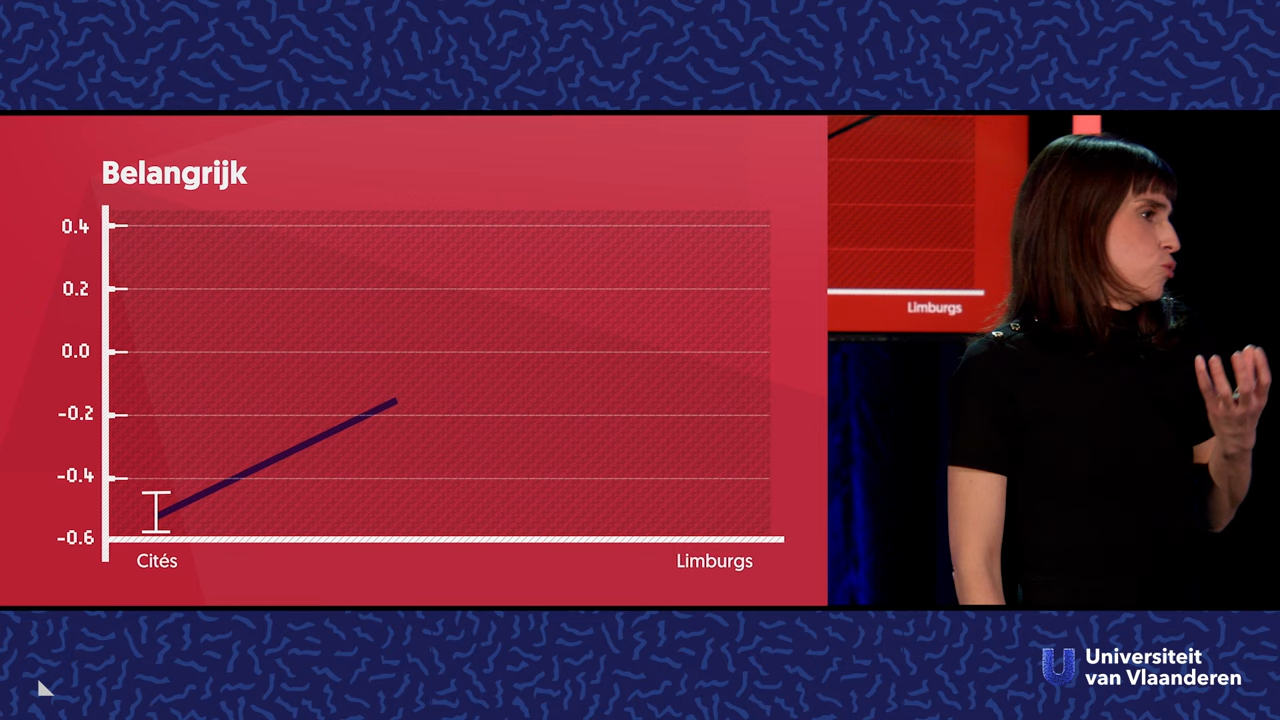 Belangrijk
0.4
0.2
0.0
-0.2
-0.4
-0.6
Cités
Limburgs
Limburgs
Universiteit
van Vlaanderen